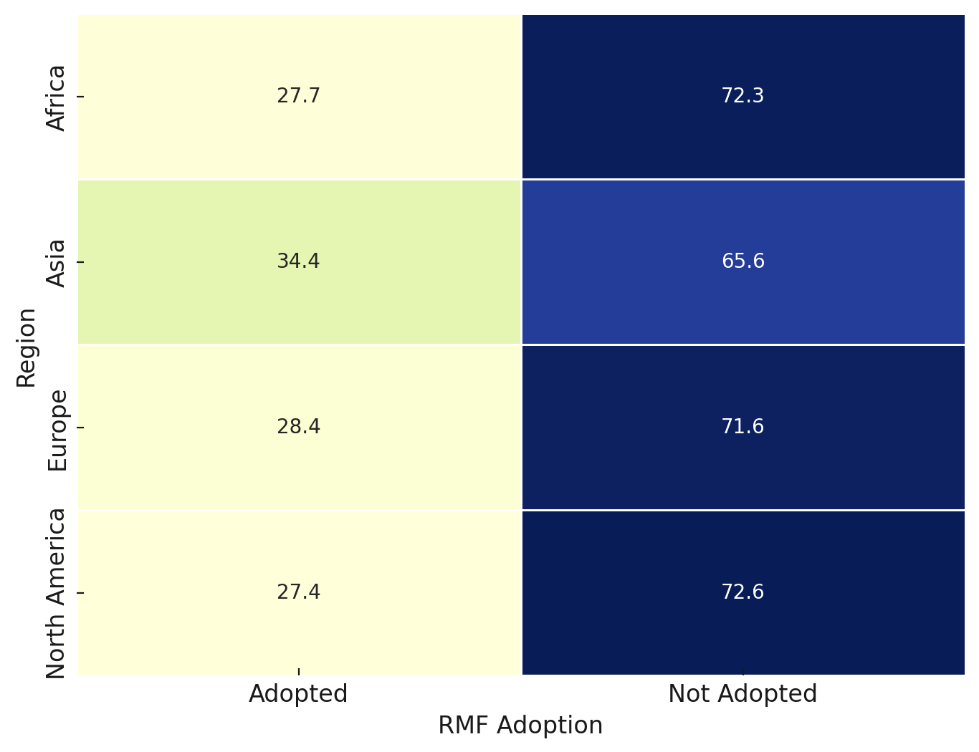 Region
Africa
27.7
72.3
Asia
34.4
65.6
Europe
28.4
71.6
North America
27.4
72.6
Adopted
Not Adopted
RMF Adoption